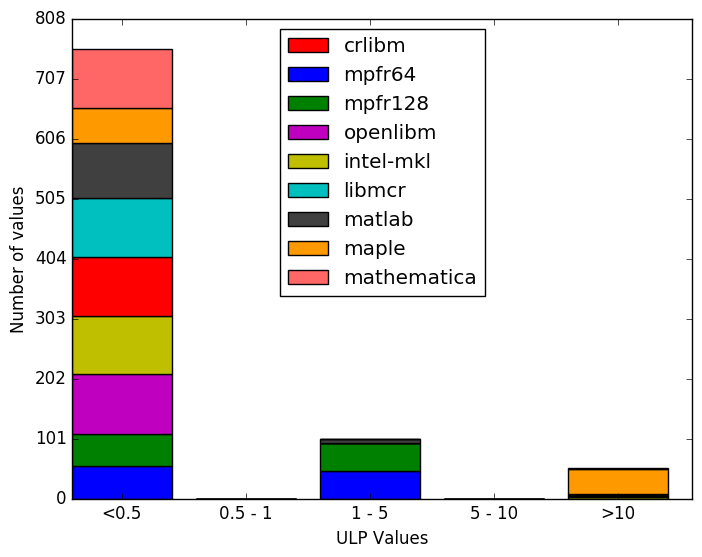 808
707
606
505
404
303
202
101
0
Number of values
crlibm
mpfr64
mpfr128
openlibm
intel-mkl
libmcr
matlab
maple
mathematica
<0.5
0.5 - 1
1 - 5
5 - 10
>10
ULP Values